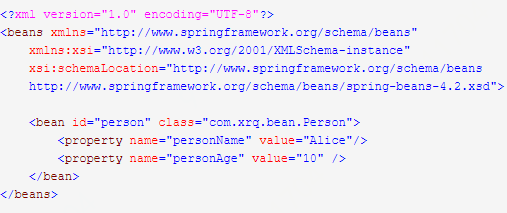 <?xml version="1.0" encoding="UTF-8"?>
<beans xmlns="http://www.springframework.org/schema/beans"
    xmlns:xsi="http://www.w3.org/2001/XMLSchema-instance"
    xsi:schemaLocation="http://www.springframework.org/schema/beans
    http://www.springframework.org/schema/beans/spring-beans-4.2.xsd">

    <bean id="person" class="com.xrq.bean.Person">
        <property name="personName" value="Alice"/>
        <property name="personAge" value="10" />
    </bean>
</beans>